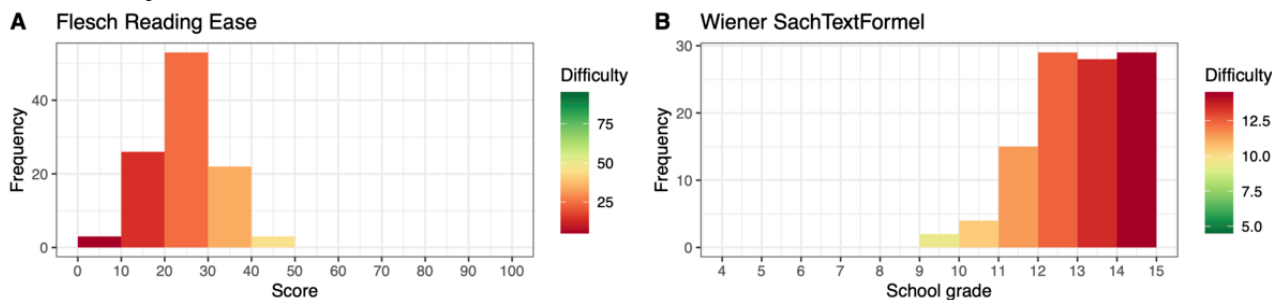 A Flesch Reading Ease
Frequency
40
20
0
0 10 20 30 40 50 60 70 80 90 100
Score
Difficulty
75
50
25
B Wiener SachTextFormel
Frequency
30
20
10
0
4 5 6 7 8 9 10 11 12 13 14 15
School grade
Difficulty
12.5
10.0
7.5
5.0